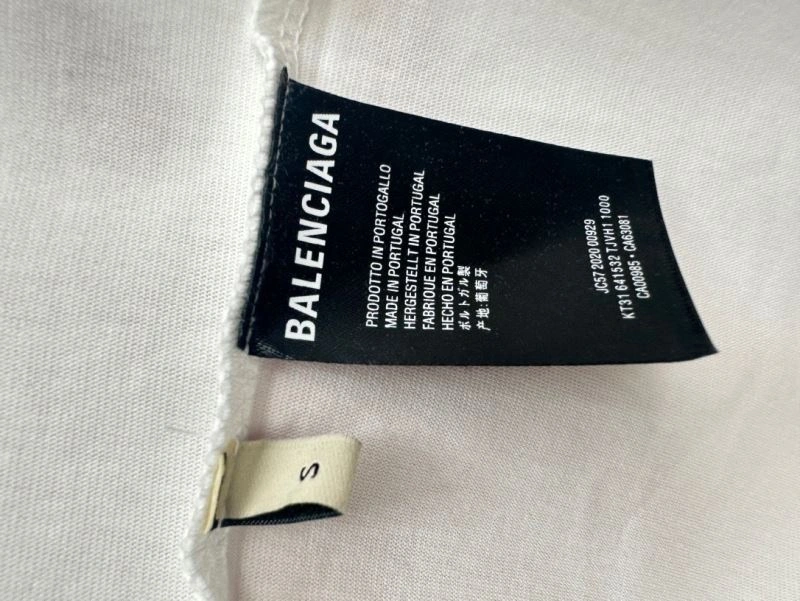 BALENCIAGA
PRODOTTO IN PORTOGALLO
MADE IN PORTUGAL
HERGESTELLT IN PORTUGAL
FABRIQUE EN PORTUGAL
HECHO EN PORTUGAL
ポルトガル製
产地:葡萄牙
JC57 2020 00929
KT31 641532 TJVH1 1000
CA00985 • CA63081
S